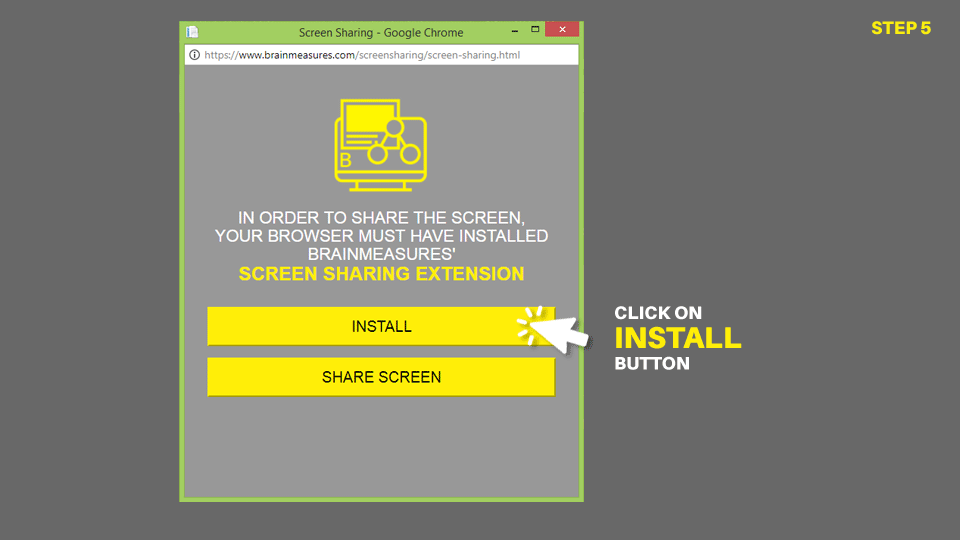 STEP 5
Screen Sharing - Google Chrome
https://www.brainmeasures.com/screensharing/screen-sharing.html
B
IN ORDER TO SHARE THE SCREEN,
YOUR BROWSER MUST HAVE INSTALLED
BRAINMEASURES'
SCREEN SHARING EXTENSION
INSTALL
SHARE SCREEN
CLICK ON
INSTALL
BUTTON